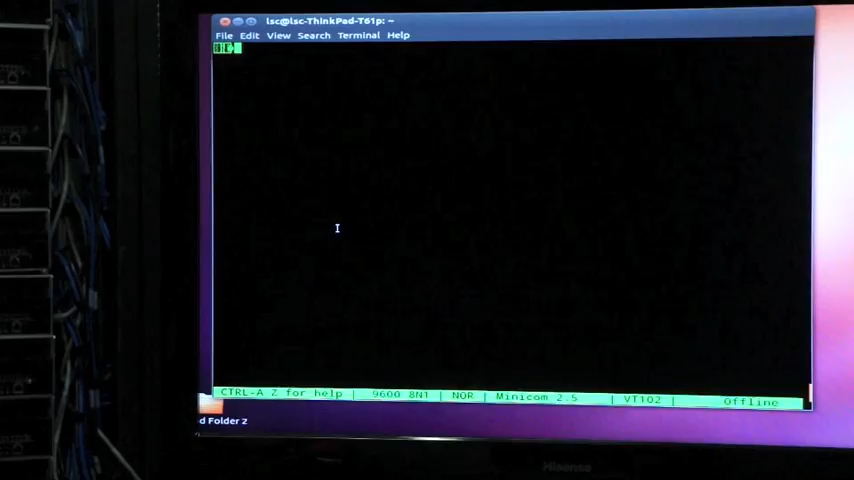 lsc@lsc-ThinkPad-T61p: ~
File Edit View Search Terminal Help
CTRL-A Z for help | 9600 8N1 | NOR | Minicom 2.5 | VT102 | Offline
d Folder 2
Hisense